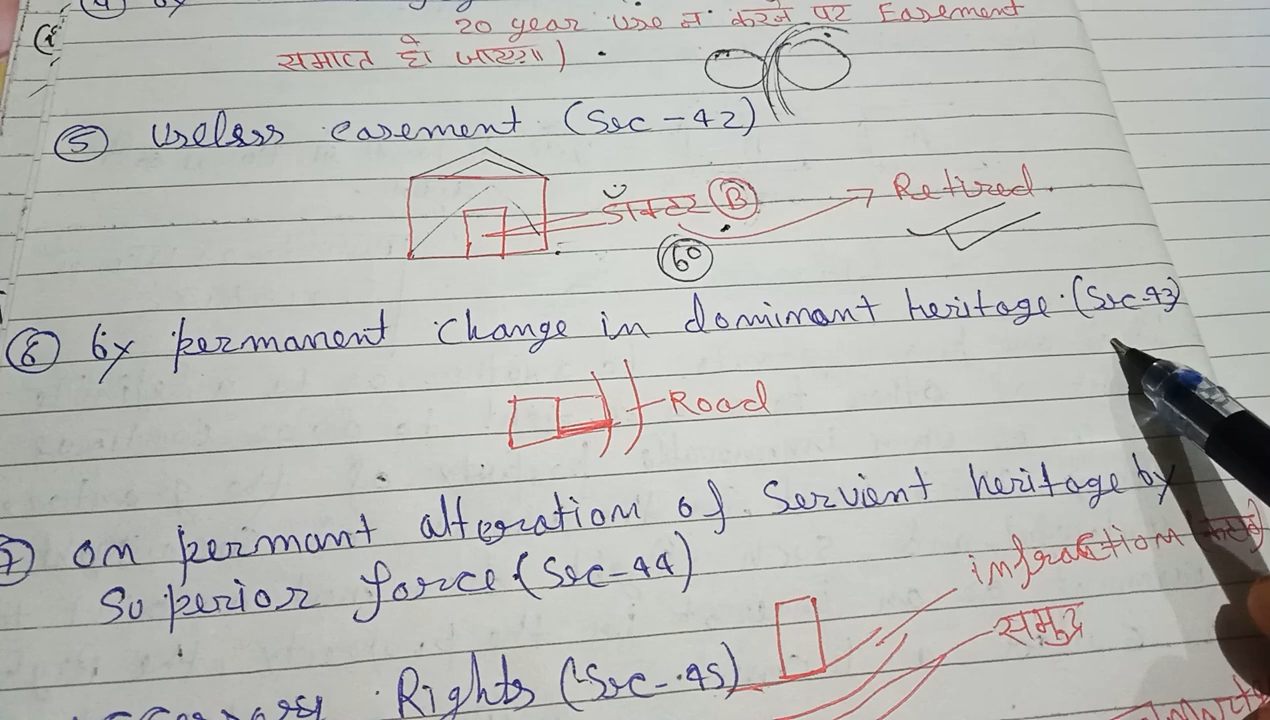 20 year use न करने पर Easement
समाप्त हो जाएगा)
⑤ Useless easement (Sec-42)
डॉक्टर Ⓑ → Retired.
60
⑥ by permanent change in dominant heritage. (Sec-43)
Road
⑦ on permant alteration of Servient heritage by
Superior force (Sec-44)
infraction
समुद्र
Rights (Sec-45)